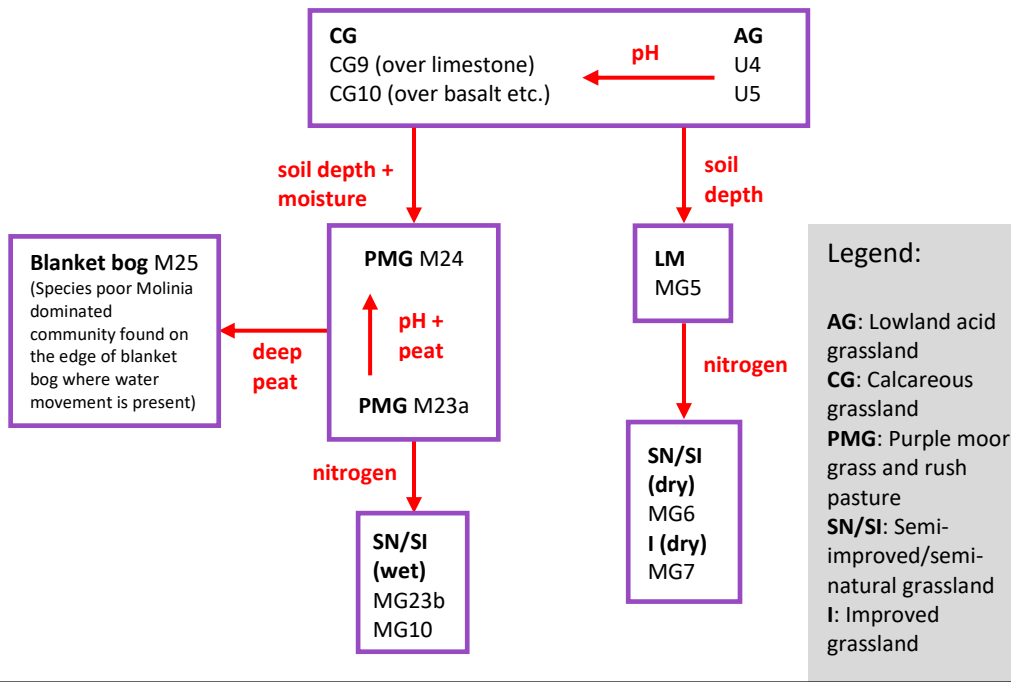 CG
CG9 (over limestone)
CG10 (over basalt etc.)
pH
AG
U4
U5
soil depth +
moisture
soil
depth
Blanket bog M25
(Species poor Molinia
dominated
community found on
the edge of blanket
bog where water
movement is present)
deep
peat
PMG M24
pH +
peat
PMG M23a
LM
MG5
nitrogen
nitrogen
SN/SI
(wet)
MG23b
MG10
SN/SI
(dry)
MG6
I (dry)
MG7
Legend:
AG: Lowland acid
grassland
CG: Calcareous
grassland
PMG: Purple moor
grass and rush
pasture
SN/SI: Semi-
improved/semi-
natural grassland
I: Improved
grassland